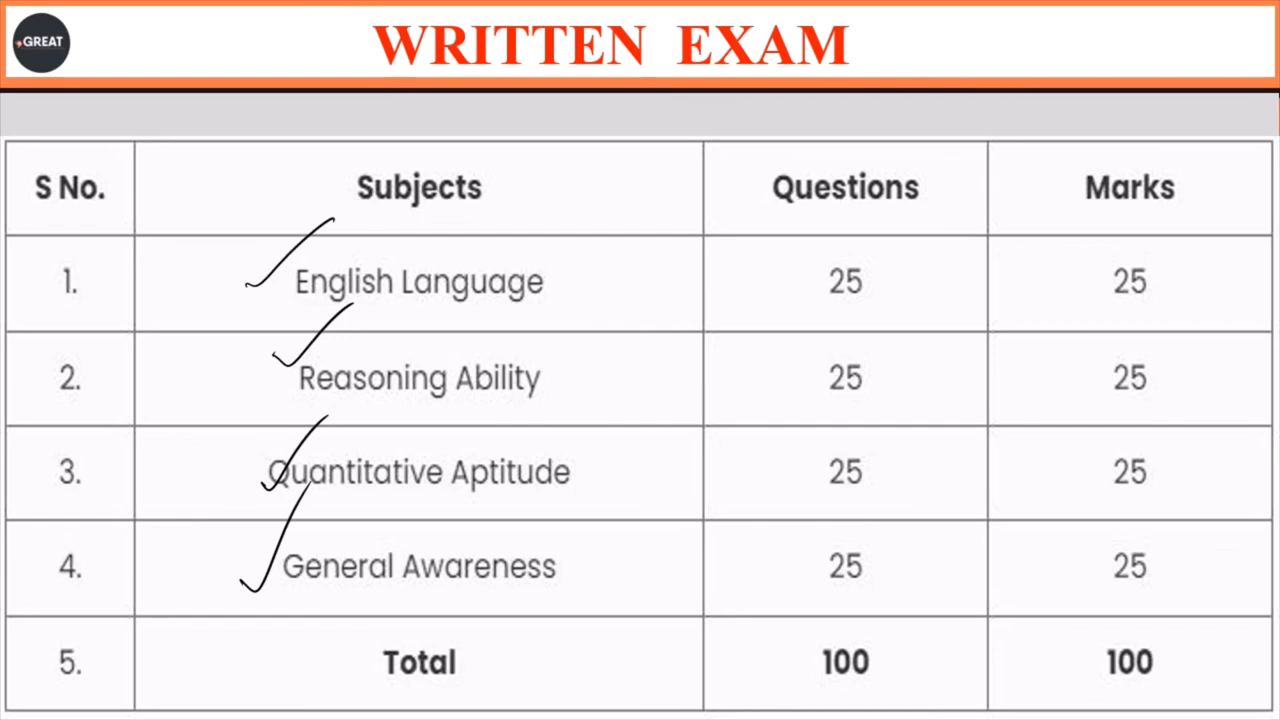 GREAT
WRITTEN EXAM
S No. Subjects Questions Marks
1. English Language 25 25
2. Reasoning Ability 25 25
3. Quantitative Aptitude 25 25
4. General Awareness 25 25
5. Total 100 100